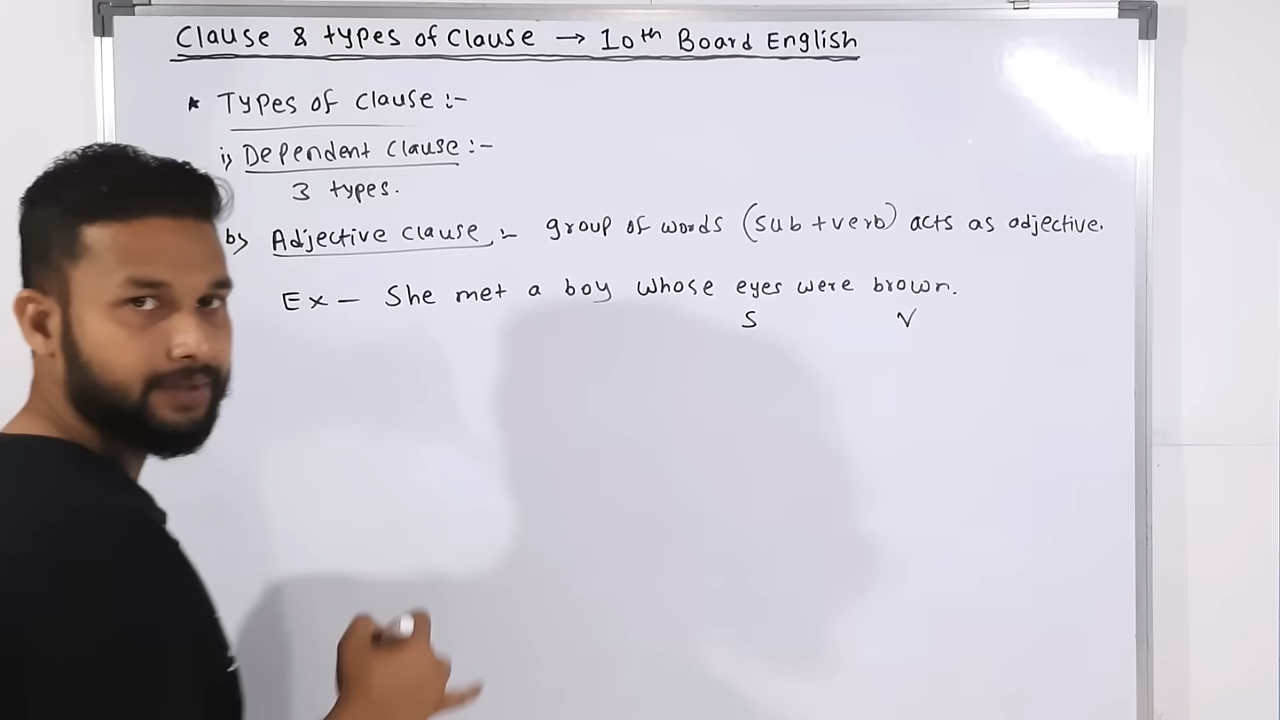 Clause & types of Clause → 10th Board English
* Types of clause :-
i) Dependent clause :-
3 types.
b) Adjective clause :- group of words (sub + verb) acts as adjective.
Ex - She met a boy whose eyes were brown.
S V